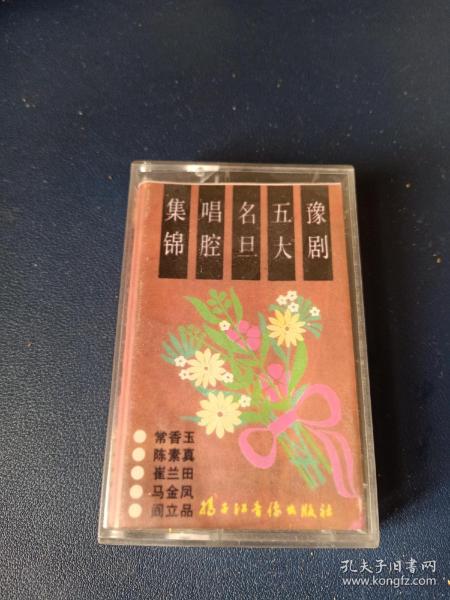 豫剧
五大
名旦
唱腔
集锦
常香玉
陈素真
崔兰田
马金凤
阎立品
扬子江音像出版社
孔夫子旧书网
www.kongfz.com